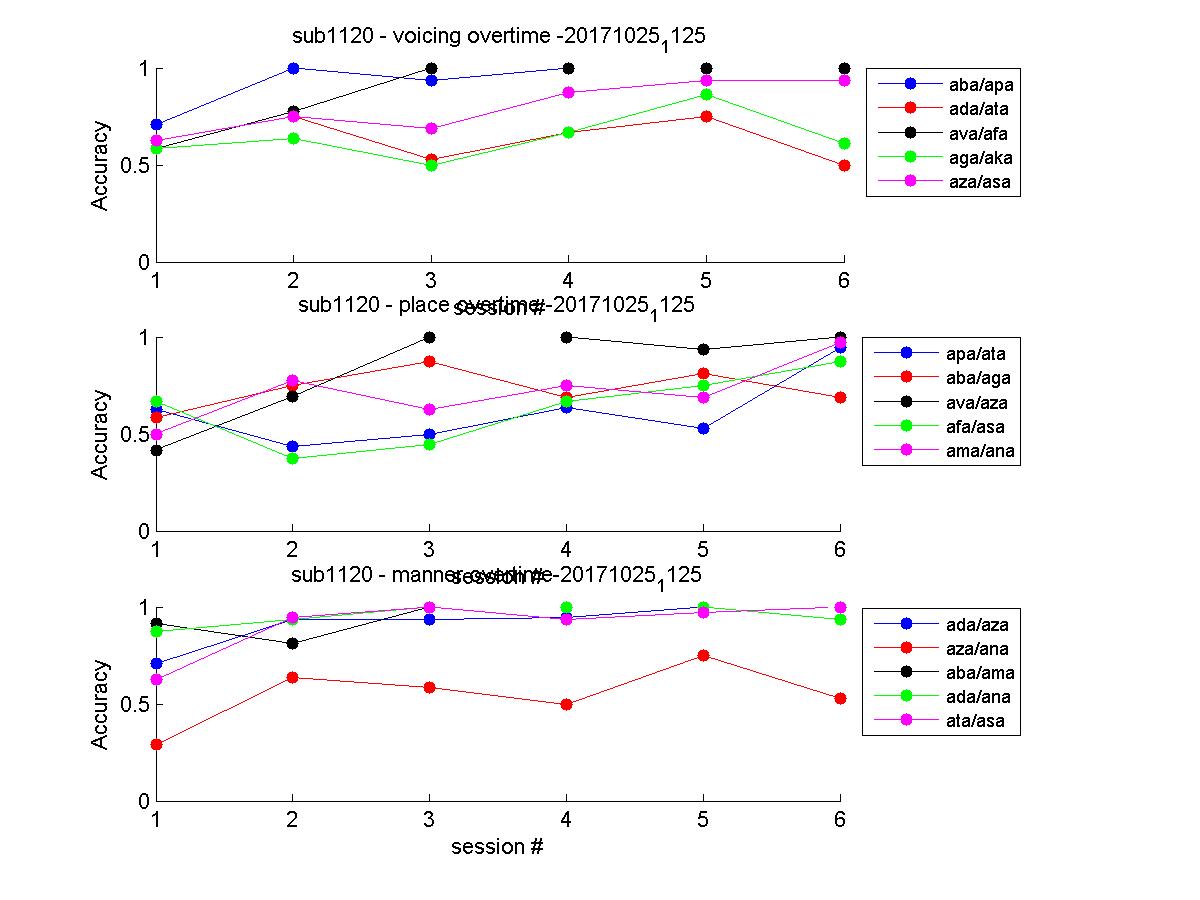 sub1120 - voicing overtime -20171025₁125
1
0.5
0
Accuracy
1 2 3 4 5 6
session #
aba/apa
ada/ata
ava/afa
aga/aka
aza/asa
sub1120 - place overtime -20171025₁125
1
0.5
0
Accuracy
1 2 3 4 5 6
session #
apa/ata
aba/aga
ava/aza
afa/asa
ama/ana
sub1120 - manner overtime -20171025₁125
1
0.5
0
Accuracy
1 2 3 4 5 6
session #
ada/aza
aza/ana
aba/ama
ada/ana
ata/asa